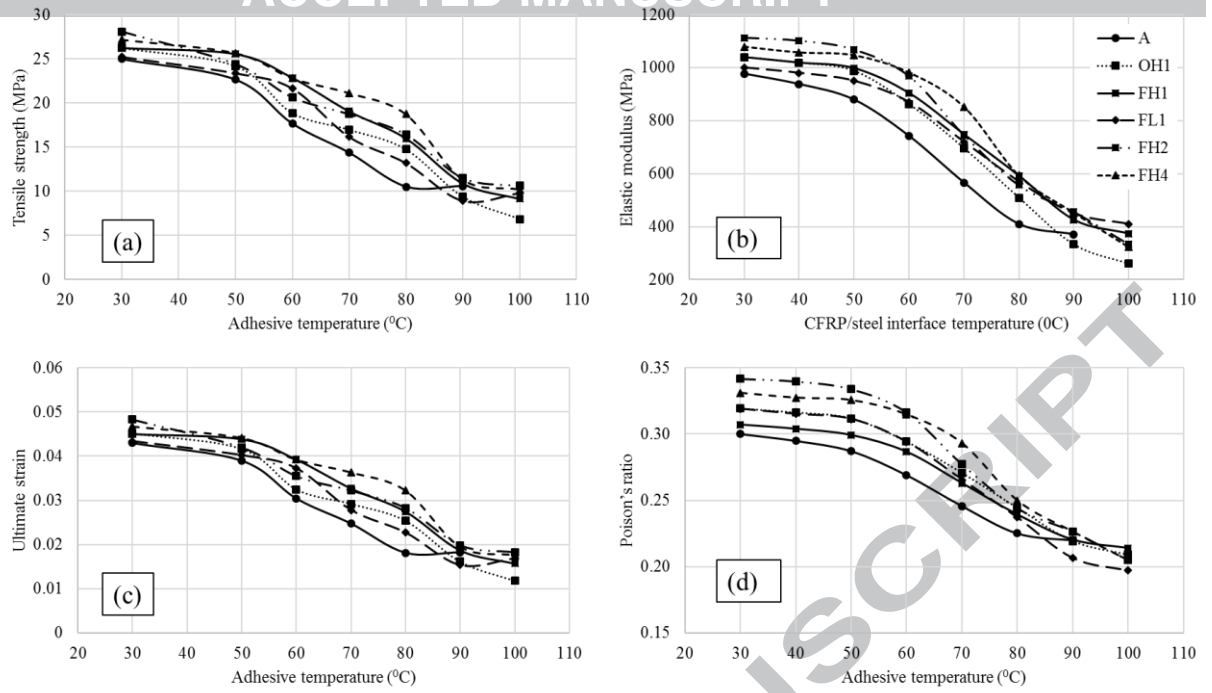 ACCEPTED MANUSCRIPT
30
25
20
15
10
5
0
20 30 40 50 60 70 80 90 100 110
Tensile strength (MPa)
Adhesive temperature (⁰C)
(a)
1200
1000
800
600
400
200
20 30 40 50 60 70 80 90 100 110
Elastic modulus (MPa)
CFRP/steel interface temperature (0C)
(b)
A
OH1
FH1
FL1
FH2
FH4
0.06
0.05
0.04
0.03
0.02
0.01
0
20 30 40 50 60 70 80 90 100 110
Ultimate strain
Adhesive temperature (⁰C)
(c)
0.35
0.30
0.25
0.20
0.15
20 30 40 50 60 70 80 90 100 110
Poison's ratio
Adhesive temperature (⁰C)
(d)
SCRIPT